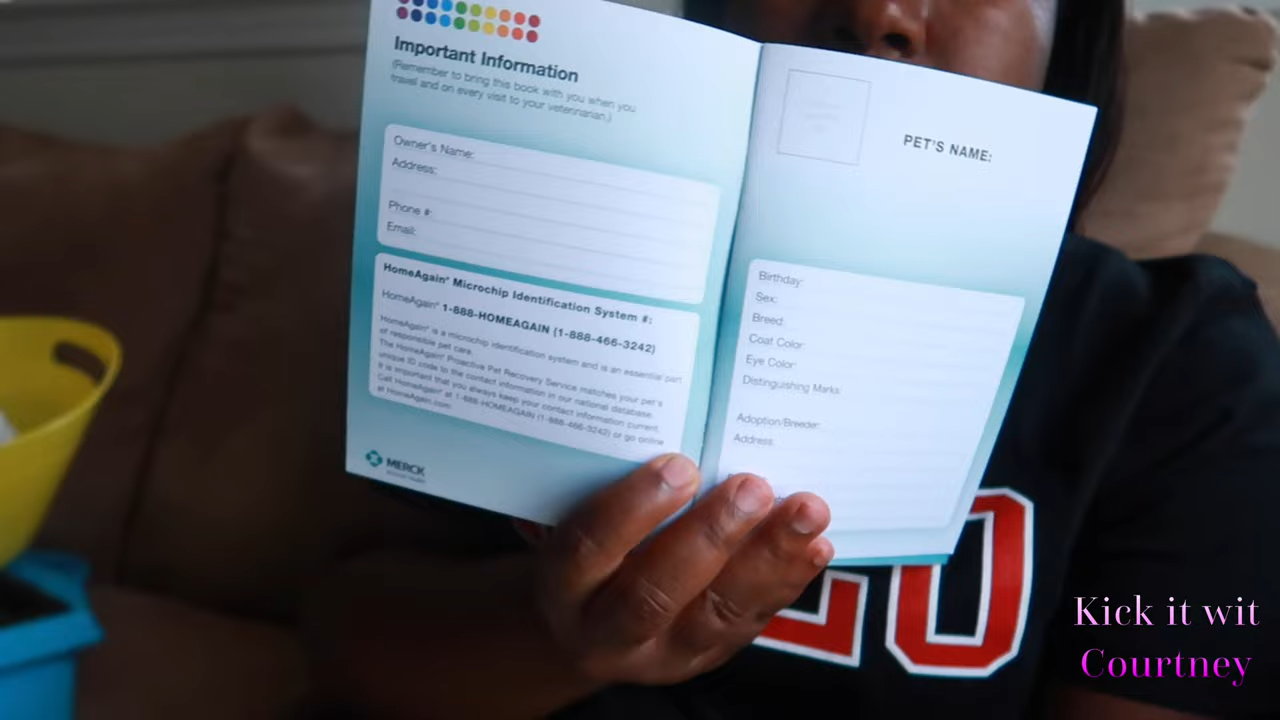 Important Information
(Remember to bring this book with you when you
travel and on every visit to your veterinarian.)
Owner's Name:
Address:
Phone #:
Email:
HomeAgain® Microchip Identification System #:
HomeAgain® 1-888-HOMEAGAIN (1-888-466-3242)
HomeAgain® is a microchip identification system and is an essential part
of responsible pet care.
The HomeAgain® Proactive Pet Recovery Service matches your pet's
unique ID code to the contact information in our national database.
It is important that you always keep your contact information current.
Call HomeAgain® at 1-888-HOMEAGAIN (1-888-466-3242) or go online
at HomeAgain.com.
MERCK
Animal Health
PET'S NAME:
Birthday:
Sex:
Breed:
Coat Color:
Eye Color:
Distinguishing Marks:
Adoption/Breeder:
Address:
Kick it wit
Courtney